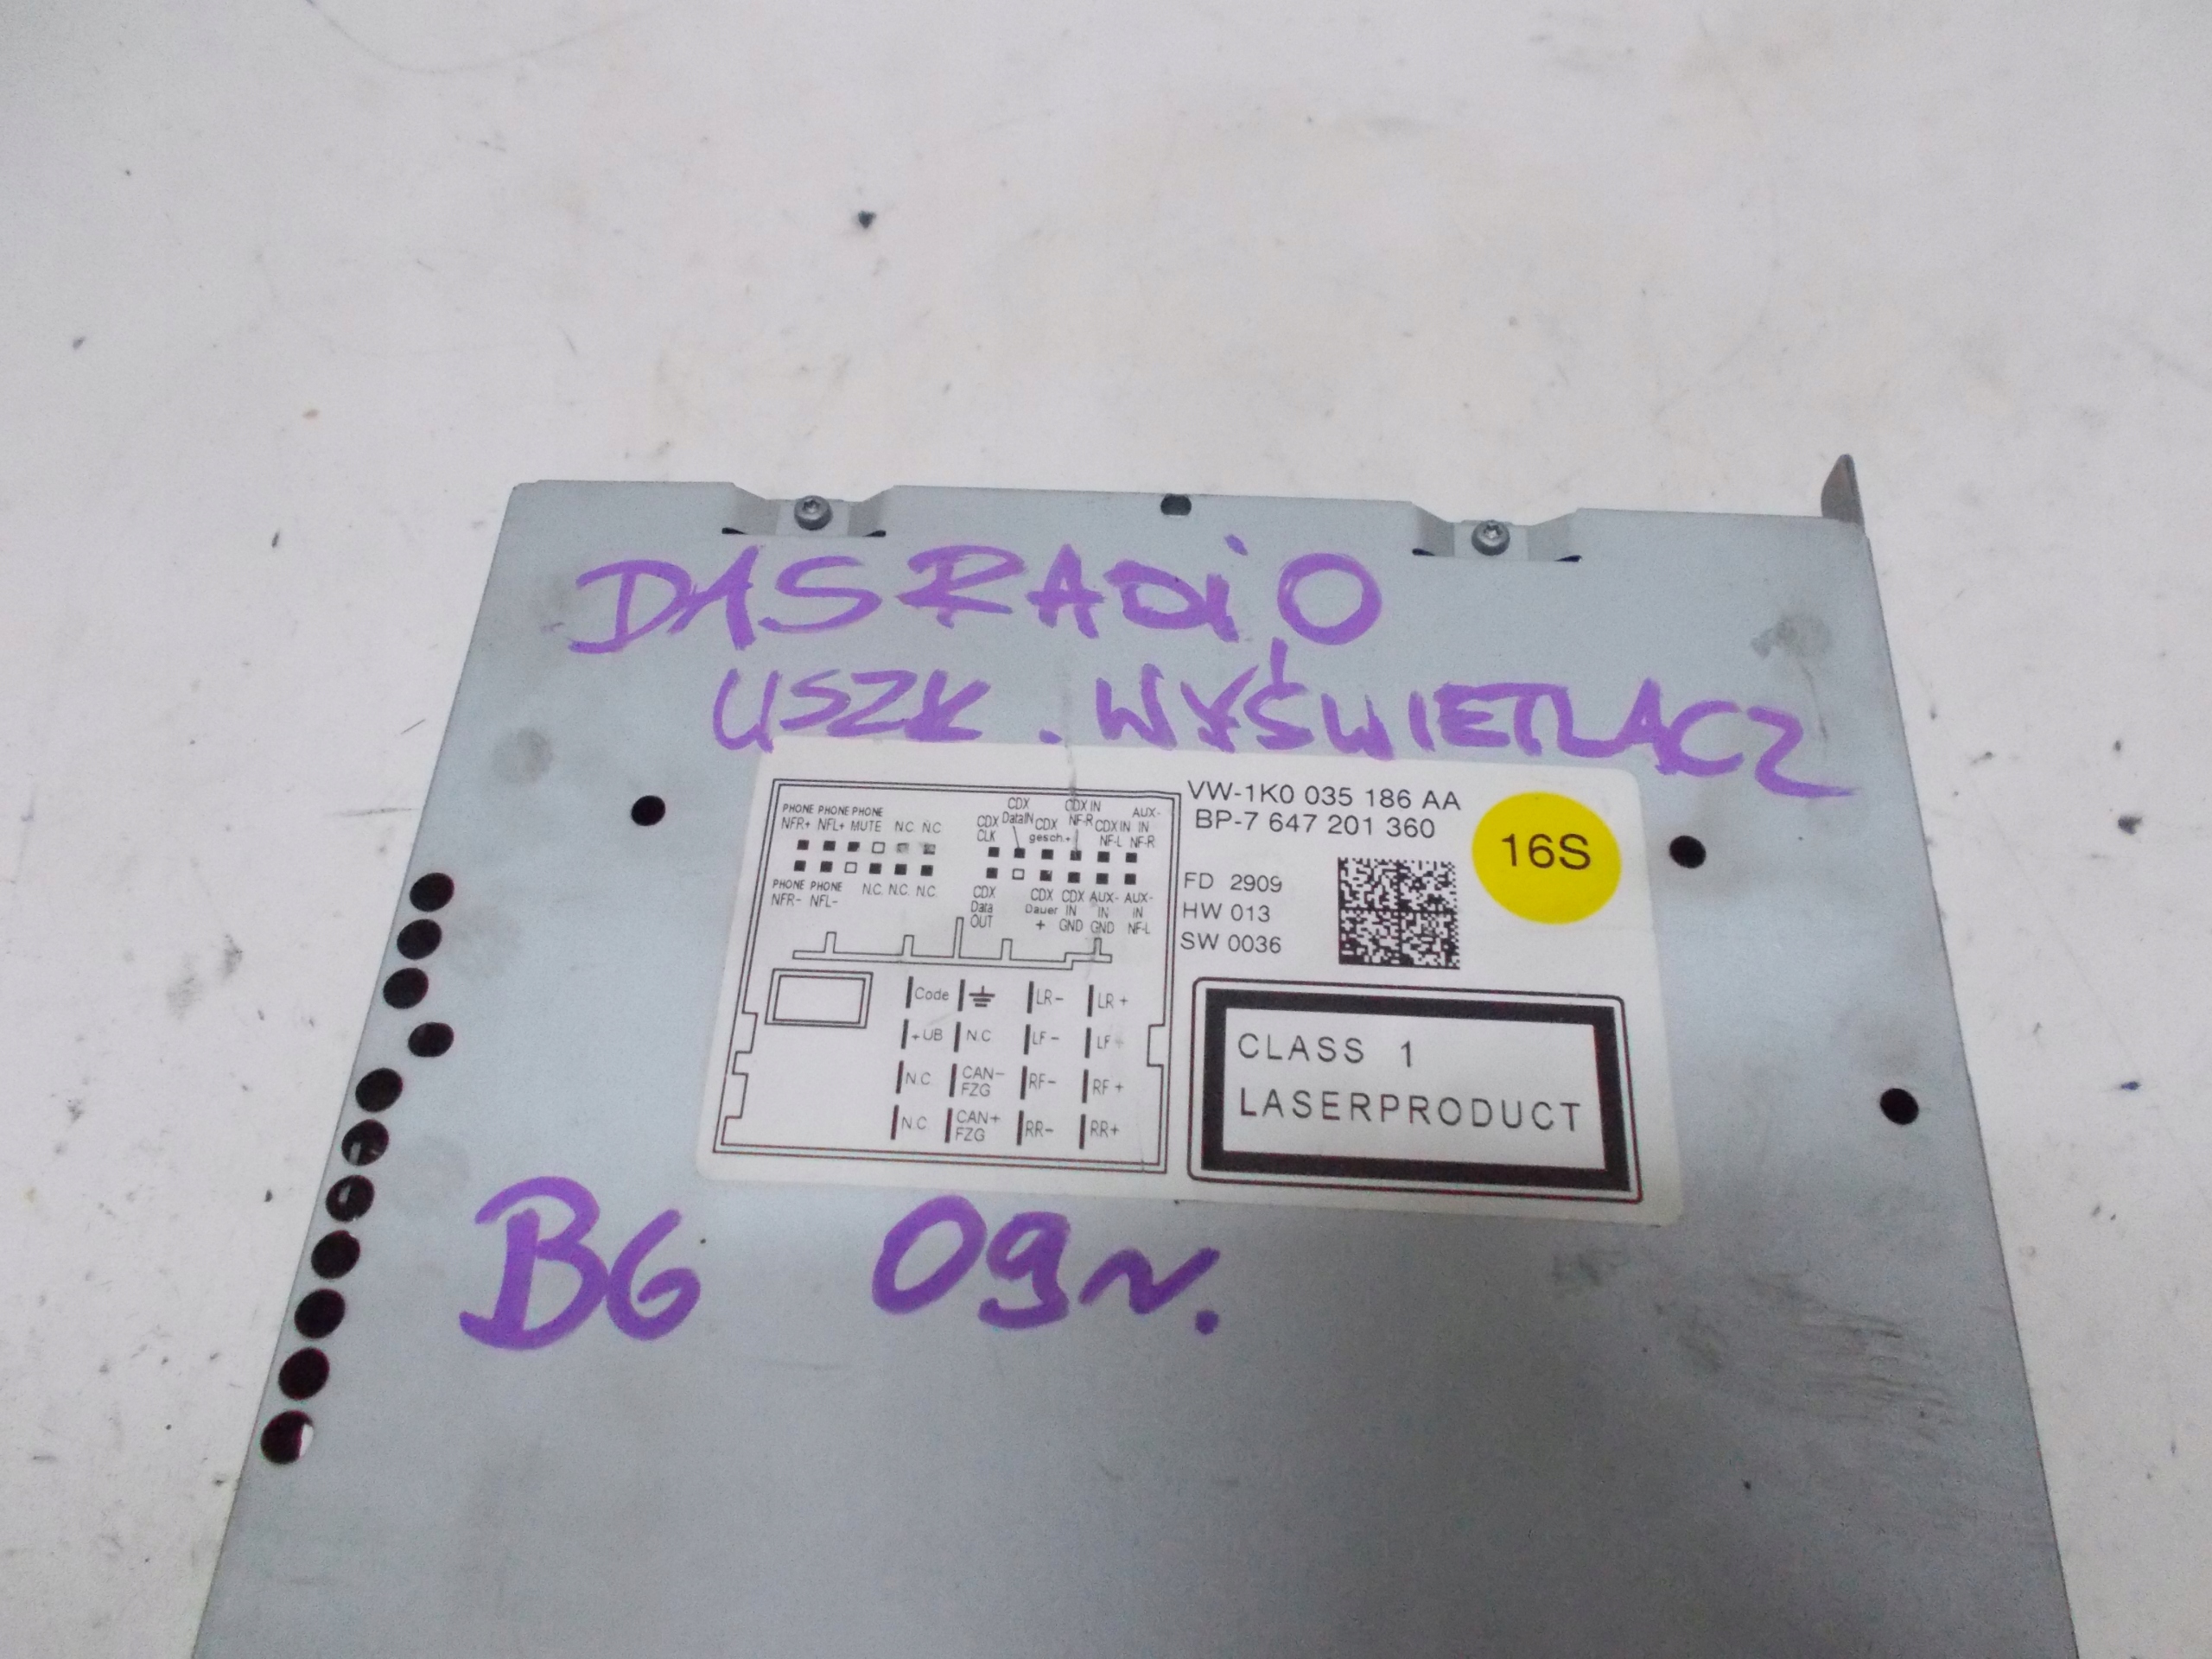 DASRADiO
USZK. WYŚWIETLACZ
VW-1K0 035 186 AA
BP-7 647 201 360
16S
FD 2909
HW 013
SW 0036
CLASS 1
LASERPRODUCT
PHONE PHONE PHONE
NFR+ NFL+ MUTE N.C. N.C
PHONE PHONE
NFR- NFL-
N.C. N.C. N.C.
CDX
CLK
CDX
DataIN
CDX
gesch.+
CDX IN
NF-R
CDX IN
NF-L
AUX-
IN
NF-R
CDX
Data
OUT
CDX
Dauer
+
CDX
IN
GND
AUX-
IN
GND
AUX-
IN
NF-L
Code LR- LR+
+UB N.C LF- LF+
N.C. CAN-
FZG RF- RF+
N.C CAN+
FZG RR- RR+
B6 09r.